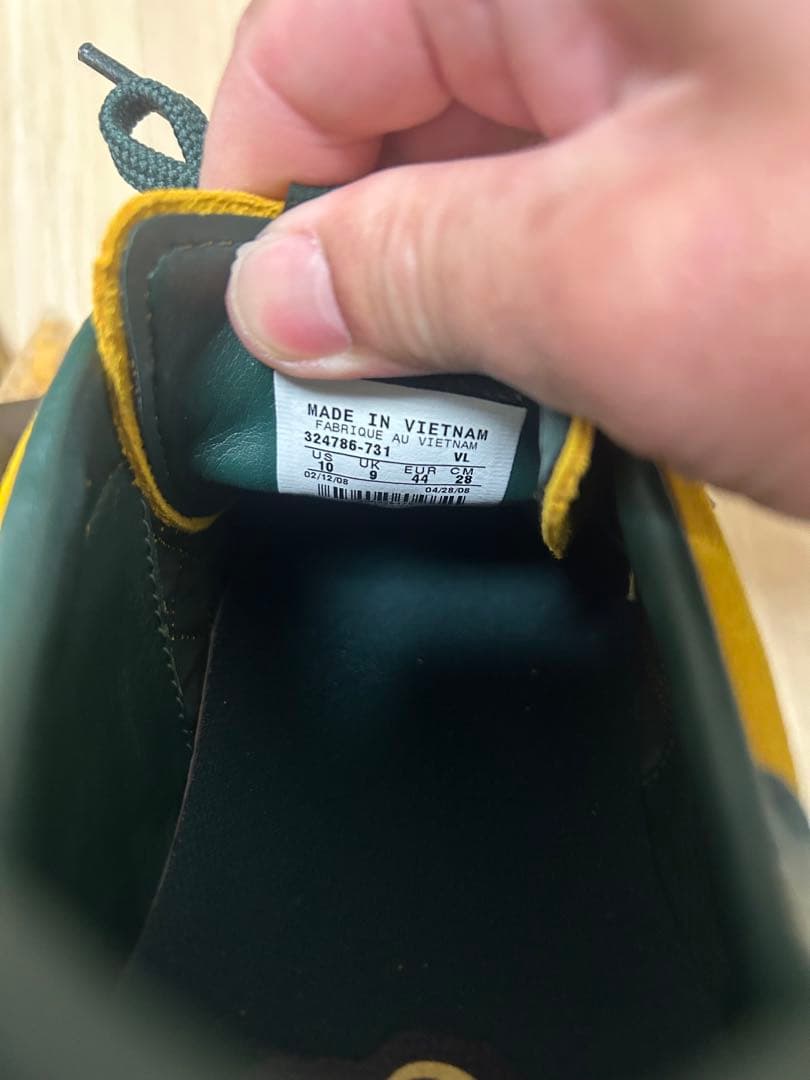 MADE IN VIETNAM
FABRIQUE AU VIETNAM
324786-731 VL
US UK EUR CM
10 9 44 28
02/12/08 04/28/08